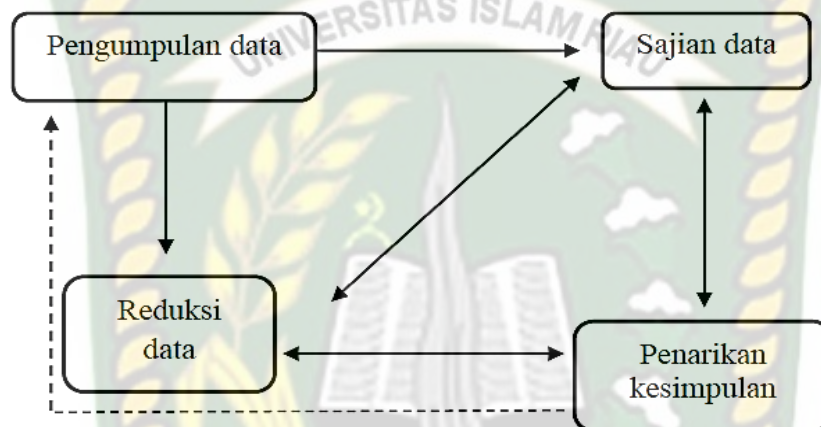 UNIVERSITAS ISLAM RIAU
Pengumpulan data
Sajian data
Reduksi
data
Penarikan
kesimpulan